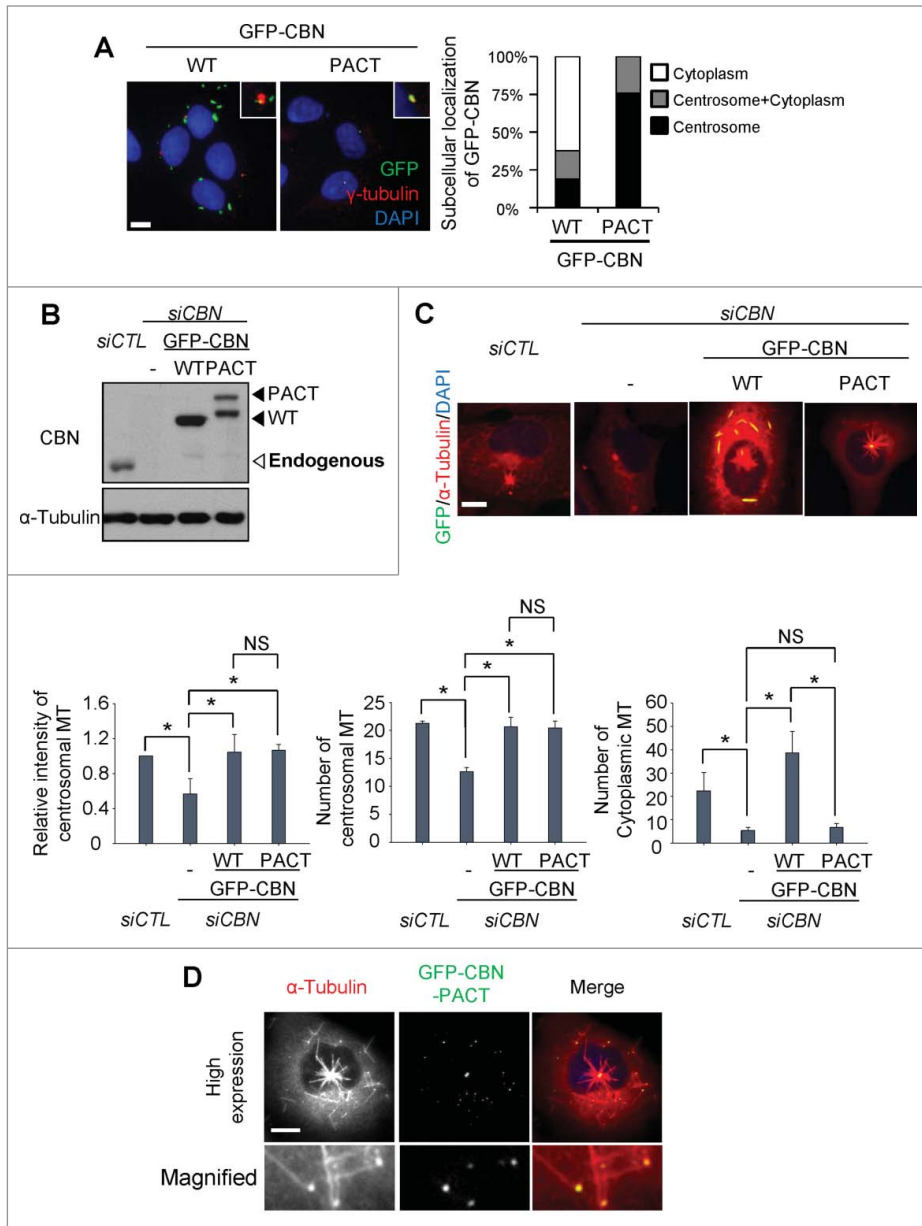 A
GFP-CBN
WT
PACT
GFP
γ-tubulin
DAPI
Subcellular localization
of GFP-CBN
100%
75%
50%
25%
0%
WT PACT
GFP-CBN
Cytoplasm
Centrosome+Cytoplasm
Centrosome
B
siCBN
siCTL GFP-CBN
- WT PACT
CBN
PACT
WT
Endogenous
α-Tubulin
C
siCBN
siCTL
GFP-CBN
-
WT
PACT
GFP/α-Tubulin/DAPI
Relative intensity of
centrosomal MT
1.6
1.2
0.8
0.4
0
NS
*
*
*
- WT PACT
GFP-CBN
siCTL siCBN
Number of
centrosomal MT
25
20
15
10
5
0
NS
*
*
*
- WT PACT
GFP-CBN
siCTL siCBN
Number of
Cytoplasmic MT
60
50
40
30
20
10
0
NS
*
*
*
- WT PACT
GFP-CBN
siCTL siCBN
D
α-Tubulin
GFP-CBN
-PACT
Merge
High
expression
Magnified